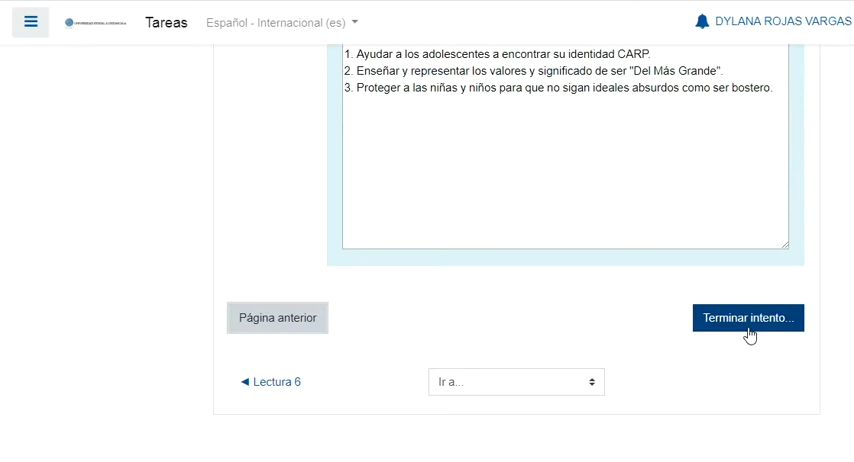 Tareas
Español - Internacional (es)
DYLANA ROJAS VARGAS
1. Ayudar a los adolescentes a encontrar su identidad CARP.
2. Enseñar y representar los valores y significado de ser "Del Más Grande".
3. Proteger a las niñas y niños para que no sigan ideales absurdos como ser bostero.
Página anterior
Terminar intento...
◄ Lectura 6
Ir a...